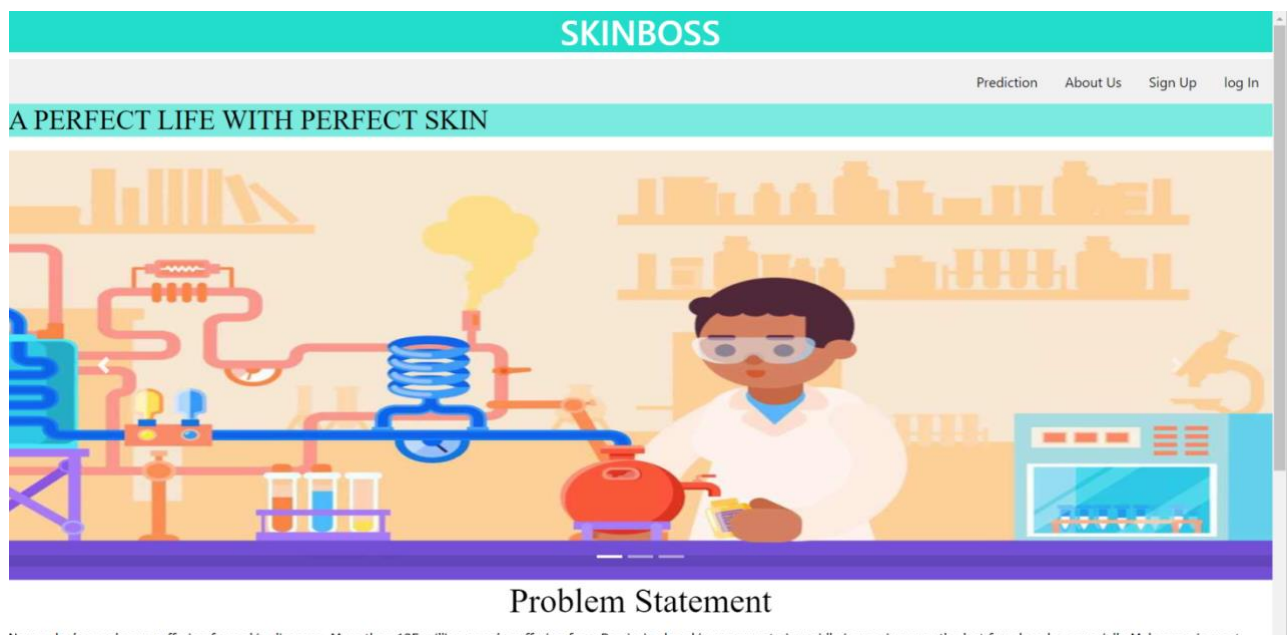 SKINBOSS
Prediction About Us Sign Up log In
A PERFECT LIFE WITH PERFECT SKIN
Problem Statement